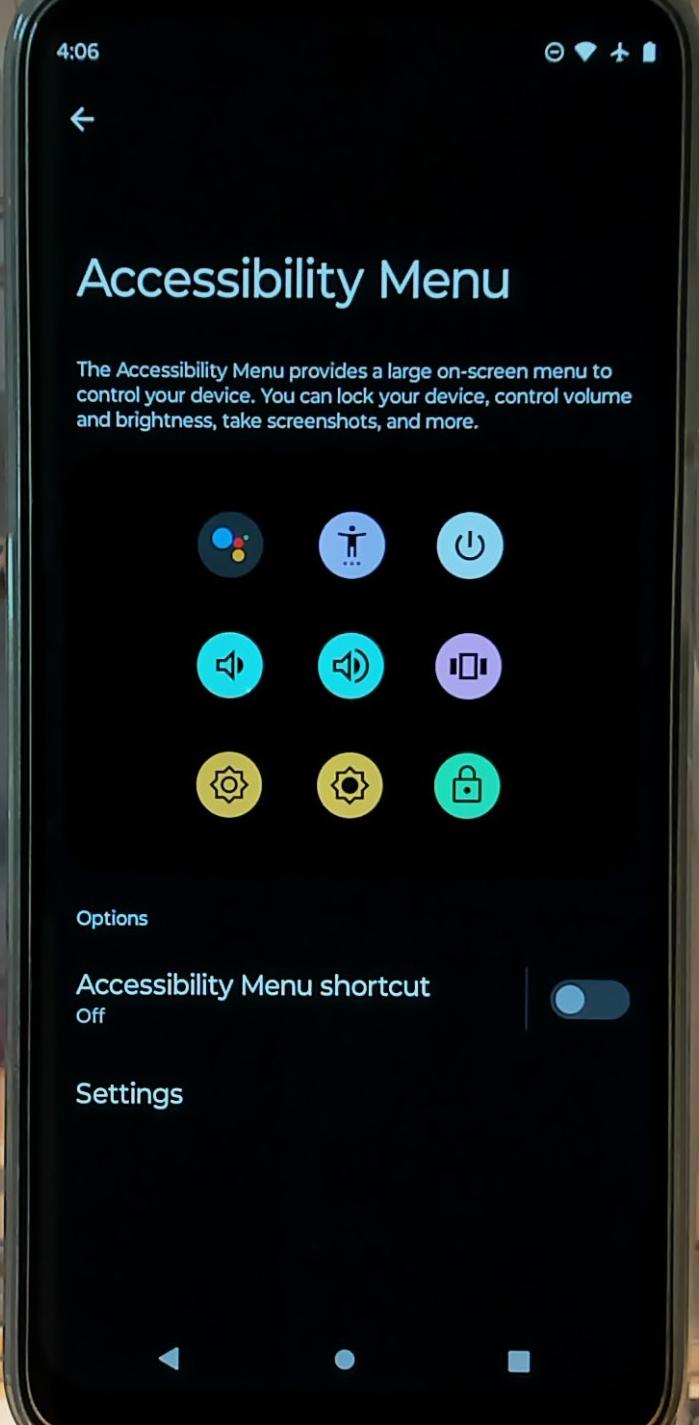 4:06
Accessibility Menu
The Accessibility Menu provides a large on-screen menu to
control your device. You can lock your device, control volume
and brightness, take screenshots, and more.
Options
Accessibility Menu shortcut
Off
Settings